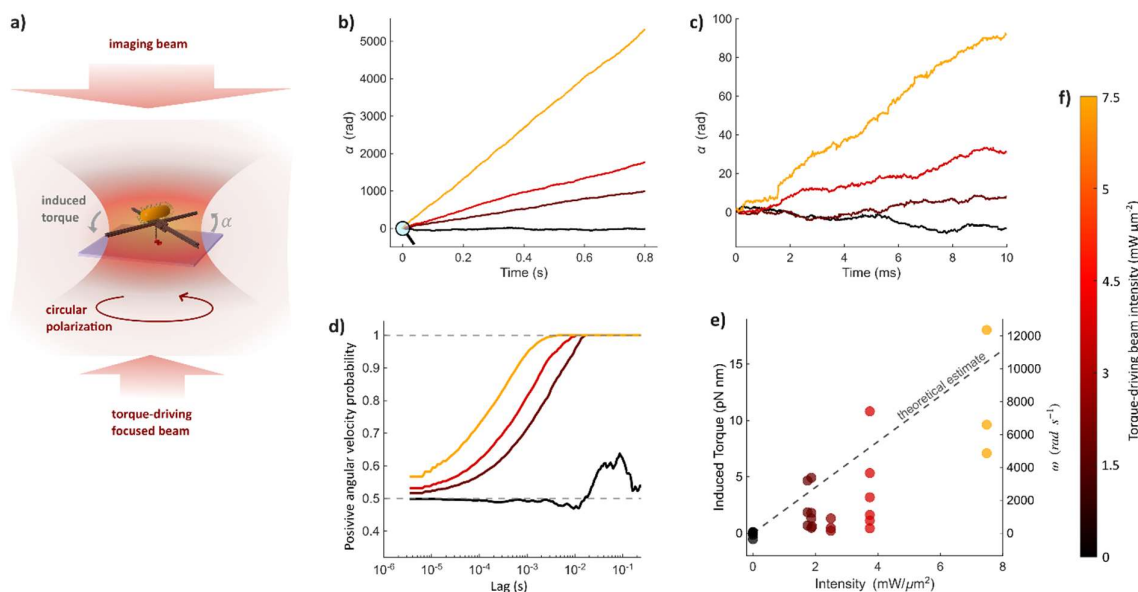 a)
imaging beam
induced
torque
α
circular
polarization
torque-driving
focused beam
b)
α (rad)
5000
4000
3000
2000
1000
0
0
0.2
0.4
0.6
0.8
Time (s)
c)
α (rad)
100
80
60
40
20
0
0
2
4
6
8
10
Time (ms)
d)
Posivive angular velocity probability
1
0.9
0.8
0.7
0.6
0.5
0.4
10⁻⁶
10⁻⁵
10⁻⁴
10⁻³
10⁻²
10⁻¹
Lag (s)
e)
Induced Torque (pN nm)
15
10
5
0
theoretical estimate
12000
10000
8000
6000
4000
2000
0
ω (rad s⁻¹)
0
2
4
6
8
Intensity (mW/μm²)
f)
7.5
5
4.5
3
1.5
0
Torque-driving beam intensity (mW μm⁻²)